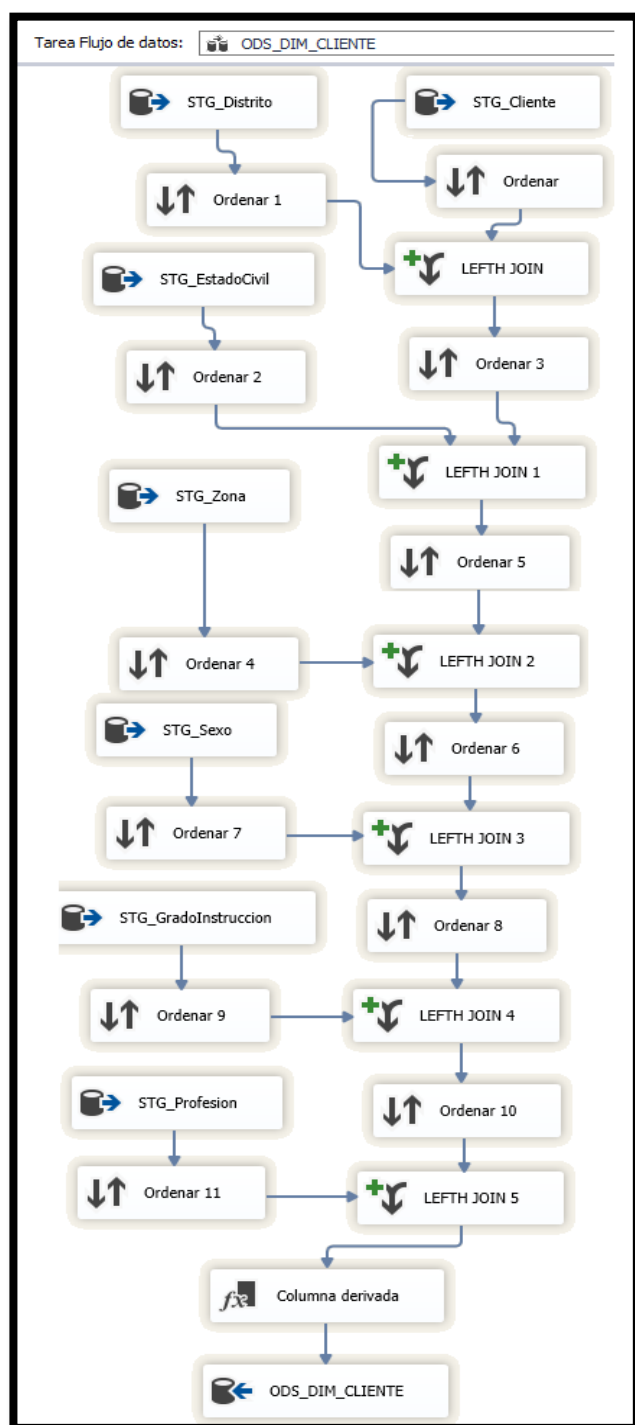 Tarea Flujo de datos: ODS_DIM_CLIENTE
STG_Distrito
STG_Cliente
Ordenar
Ordenar 1
LEFTH JOIN
STG_EstadoCivil
Ordenar 3
Ordenar 2
LEFTH JOIN 1
STG_Zona
Ordenar 5
Ordenar 4
LEFTH JOIN 2
STG_Sexo
Ordenar 6
Ordenar 7
LEFTH JOIN 3
STG_GradoInstruccion
Ordenar 8
Ordenar 9
LEFTH JOIN 4
STG_Profesion
Ordenar 10
Ordenar 11
LEFTH JOIN 5
Columna derivada
ODS_DIM_CLIENTE